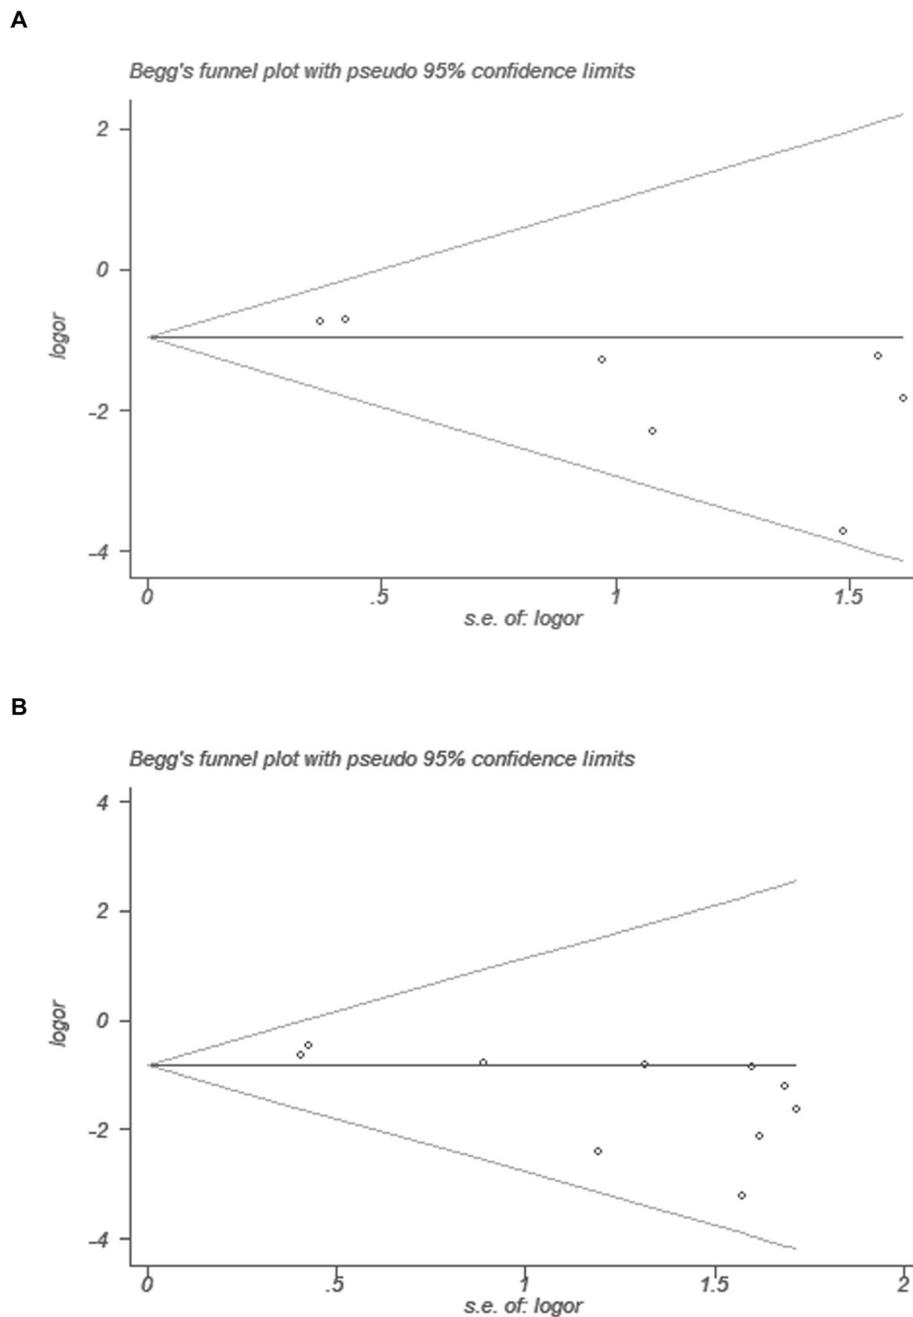 A
Begg's funnel plot with pseudo 95% confidence limits
2
0
-2
-4
logor
0 .5 1 1.5
s.e. of: logor
B
Begg's funnel plot with pseudo 95% confidence limits
4
2
0
-2
-4
logor
0 .5 1 1.5 2
s.e. of: logor